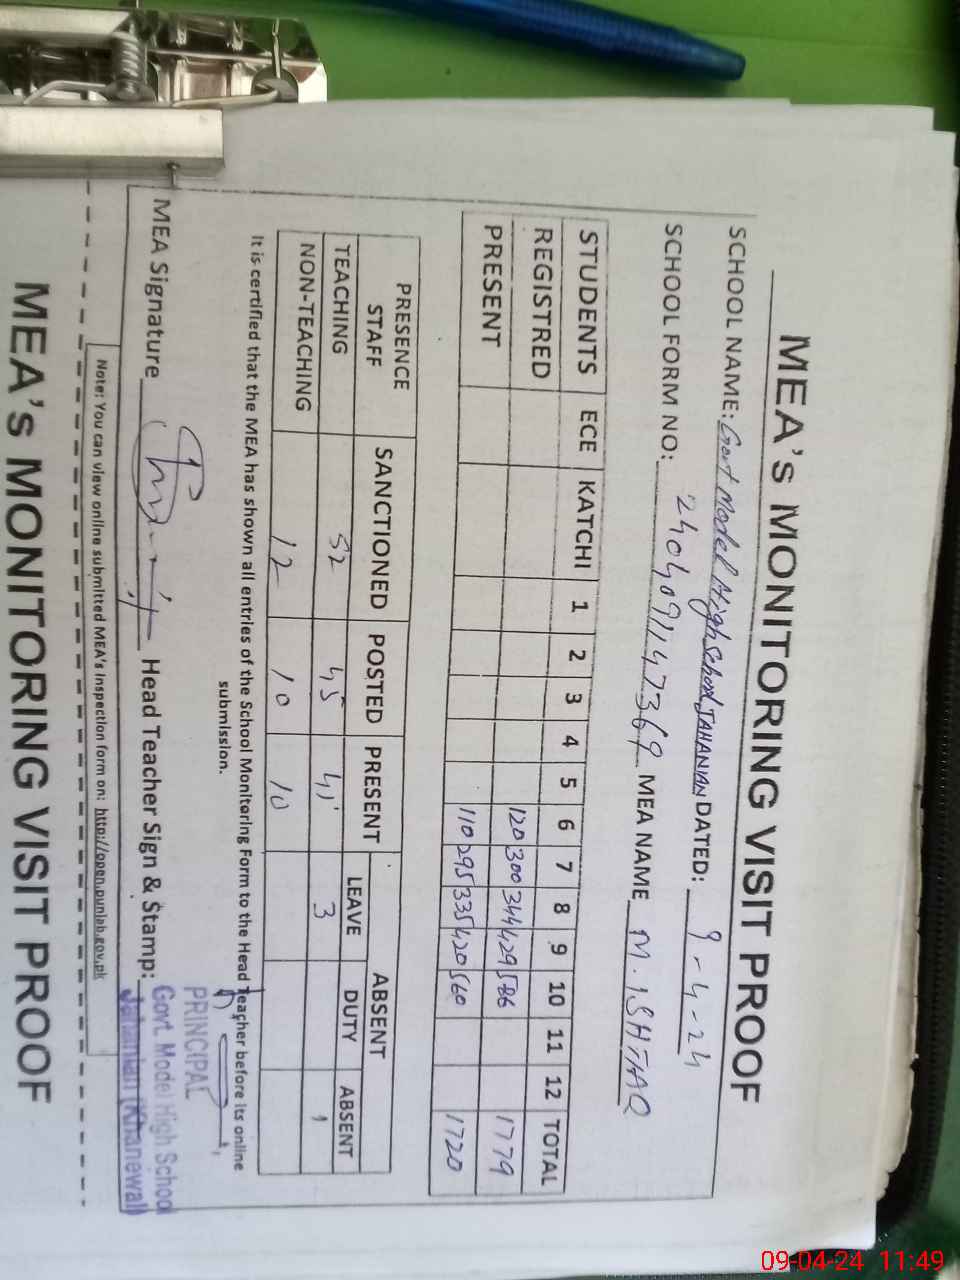 MEA's MONITORING VISIT PROOF
SCHOOL NAME: Govt Model High School JAHANIAN DATED: 9-4-24
SCHOOL FORM NO: MEA NAME M. ISHTIAQ
STUDENTS ECE KATCHI 1 2 3 4 5 6 7 8 9 10 11 12 TOTAL
REGISTRED 120 300 344 429 586 1779
PRESENT 110 295 335 420 560 1720
PRESENCE STAFF SANCTIONED POSTED PRESENT ABSENT
LEAVE DUTY ABSENT
TEACHING 52 45 41 3 1
NON-TEACHING 12 10 10
It is certified that the MEA has shown all entries of the School Monitoring Form to the Head Teacher before its online
submission.
MEA Signature Head Teacher Sign & Stamp:
PRINCIPAL
Govt. Model High School
Jahanian (Khanewal)
Note: You can view online submitted MEA's inspection form on: http://open.punjab.gov.pk
MEA's MONITORING VISIT PROOF
09-04-24 11:49